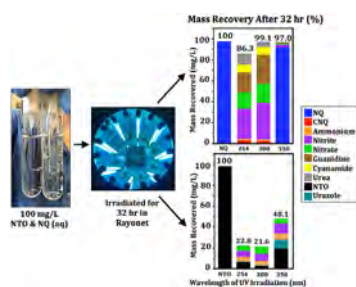 Mass Recovery After 32 hr (%)
100
86.3
99.1
97.0
Mass Recovered (mg/L)
100
80
60
40
20
0
NQ
254
300
350
100 mg/L
NTO & NQ (aq)
Irradiated for
32 hr in
Rayonet
NQ
CNQ
Ammonium
Nitrite
Nitrate
Guanidine
Cyanamide
Urea
NTO
Urazole
Mass Recovered (mg/L)
100
80
60
40
20
0
100
22.0
21.6
48.1
NTO
254
300
350
Wavelength of UV Irradiation (nm)